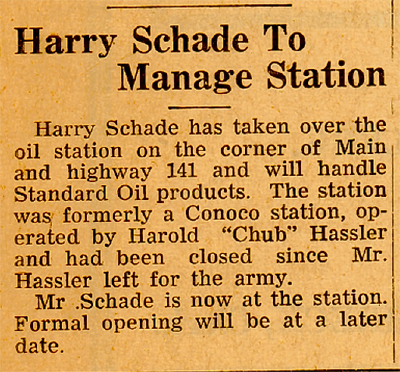 Harry Schade To
Manage Station
Harry Schade has taken over the
oil station on the corner of Main
and highway 141 and will handle
Standard Oil products. The station
was formerly a Conoco station, op-
erated by Harold "Chub" Hassler
and had been closed since Mr.
Hassler left for the army.
Mr .Schade is now at the station.
Formal opening will be at a later
date.